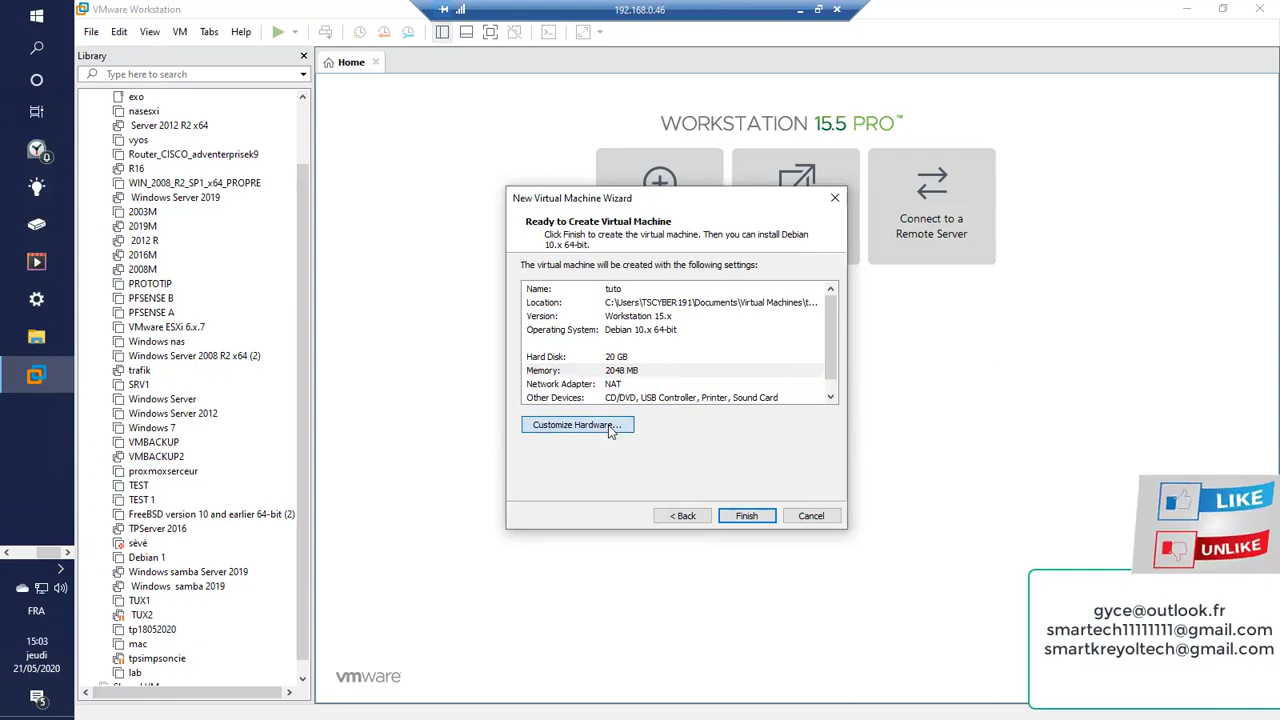 VMware Workstation
192.168.0.46
File Edit View VM Tabs Help
Library
Type here to search
Home
exo
nasesxi
Server 2012 R2 x64
vyos
Router_CISCO_adventerprisek9
R16
WIN_2008_R2_SP1_x64_PROPRE
Windows Server 2019
2003M
2019M
2012 R
2016M
2008M
PROTOTIP
PFSENSE B
PFSENSE A
VMware ESXi 6.x.7
Windows nas
Windows Server 2008 R2 x64 (2)
trafik
SRV1
Windows Server
Windows Server 2012
Windows 7
VMBACKUP
VMBACKUP2
proxmoxserceur
TEST
TEST 1
FreeBSD version 10 and earlier 64-bit (2)
TPServer 2016
sèvè
Debian 1
Windows samba Server 2019
Windows samba 2019
TUX1
TUX2
tp18052020
mac
tpsimpsoncie
lab
WORKSTATION 15.5 PRO™
Connect to a
Remote Server
New Virtual Machine Wizard
Ready to Create Virtual Machine
Click Finish to create the virtual machine. Then you can install Debian
10.x 64-bit.
The virtual machine will be created with the following settings:
Name: tuto
Location: C:\Users\TSCYBER191\Documents\Virtual Machines\t...
Version: Workstation 15.x
Operating System: Debian 10.x 64-bit
Hard Disk: 20 GB
Memory: 2048 MB
Network Adapter: NAT
Other Devices: CD/DVD, USB Controller, Printer, Sound Card
Customize Hardware...
< Back Finish Cancel
LIKE
UNLIKE
gyce@outlook.fr
smartech11111111@gmail.com
smartkreyoltech@gmail.com
vmware
FRA
15:03
jeudi
21/05/2020
5